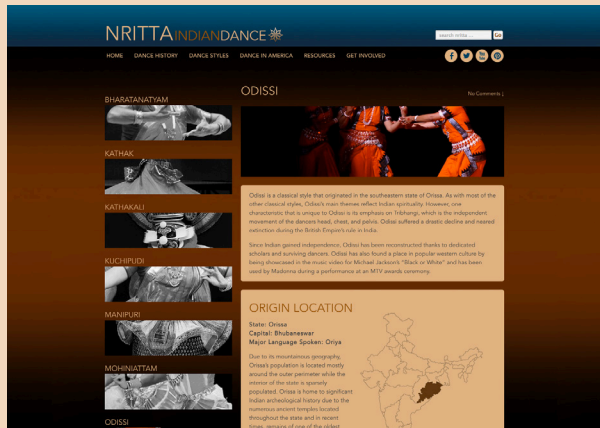 NRITTA INDIANDANCE
search nritta ...
Go
HOME DANCE HISTORY DANCE STYLES DANCE IN AMERICA RESOURCES GET INVOLVED
BHARATANATYAM
KATHAK
KATHAKALI
KUCHIPUDI
MANIPURI
MOHINIATTAM
ODISSI
ODISSI
No Comments ↓
Odissi is a classical style that originated in the southeastern state of Orissa. As with most of the
other classical styles, Odissi's main themes reflect Indian spirituality. However, one
characteristic that is unique to Odissi is its emphasis on Tribhangi, which is the independent
movement of the dancers head, chest, and pelvis. Odissi suffered a drastic decline and neared
extinction during the British Empire's rule in India.
Since Indian gained independence, Odissi has been reconstructed thanks to dedicated
scholars and surviving dancers. Odissi has also found a place in popular western culture by
being showcased in the music video for Michael Jackson's "Black or White" and has been
used by Madonna during a performance at an MTV awards ceremony.
ORIGIN LOCATION
State: Orissa
Capital: Bhubaneswar
Major Language Spoken: Oriya
Due to its mountainous geography,
Orissa's population is located mostly
around the outer perimeter while the
interior of the state is sparsely
populated. Orissa is home to significant
Indian archeological history due to the
numerous ancient temples located
throughout the state and in recent
times, remains of one of the oldest